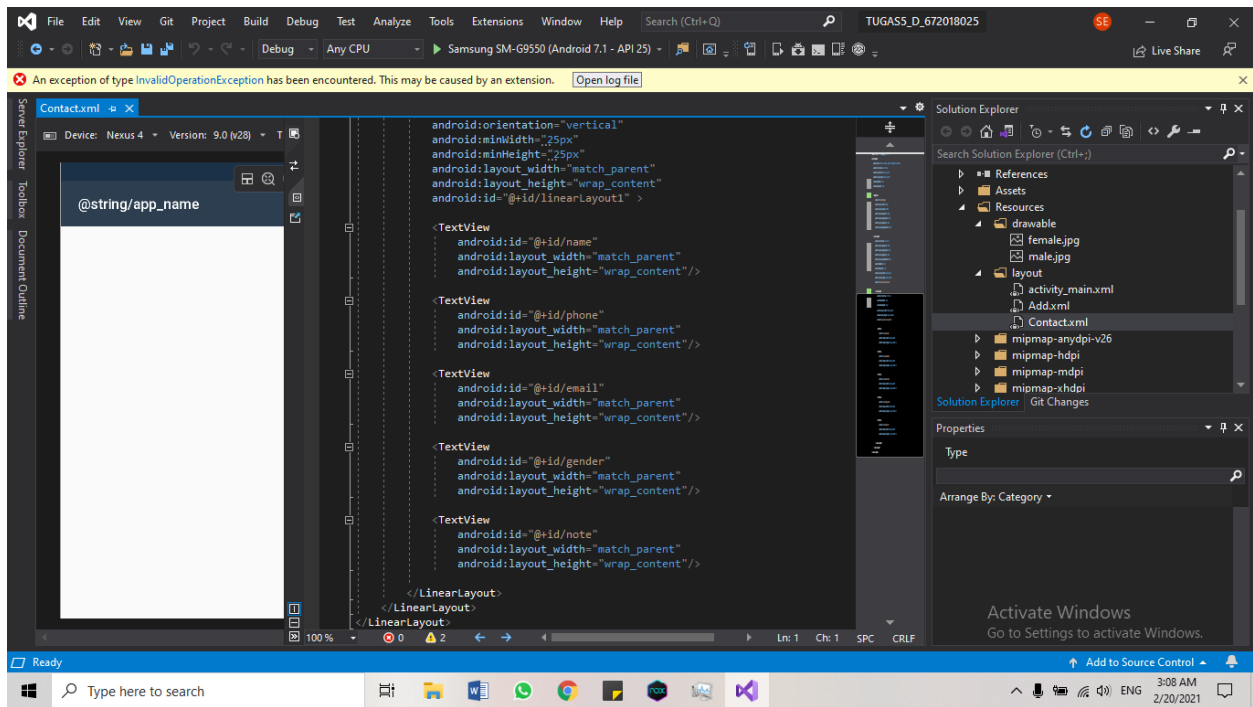 File Edit View Git Project Build Debug Test Analyze Tools Extensions Window Help Search (Ctrl+Q) TUGAS5_D_672018025 SE
Debug Any CPU Samsung SM-G9550 (Android 7.1 - API 25) Live Share
An exception of type InvalidOperationException has been encountered. This may be caused by an extension. Open log file
Server Explorer
Toolbox
Document Outline
Contact.xml
Device: Nexus 4 Version: 9.0 (v28) T
@string/app_name
android:orientation="vertical"
android:minWidth="25px"
android:minHeight="25px"
android:layout_width="match_parent"
android:layout_height="wrap_content"
android:id="@+id/linearLayout1" >
<TextView
android:id="@+id/name"
android:layout_width="match_parent"
android:layout_height="wrap_content"/>
<TextView
android:id="@+id/phone"
android:layout_width="match_parent"
android:layout_height="wrap_content"/>
<TextView
android:id="@+id/email"
android:layout_width="match_parent"
android:layout_height="wrap_content"/>
<TextView
android:id="@+id/gender"
android:layout_width="match_parent"
android:layout_height="wrap_content"/>
<TextView
android:id="@+id/note"
android:layout_width="match_parent"
android:layout_height="wrap_content"/>
</LinearLayout>
</LinearLayout>
</LinearLayout>
100 % 0 2 Ln: 1 Ch: 1 SPC CRLF
Solution Explorer
Search Solution Explorer (Ctrl+;)
References
Assets
Resources
drawable
female.jpg
male.jpg
layout
activity_main.xml
Add.xml
Contact.xml
mipmap-anydpi-v26
mipmap-hdpi
mipmap-mdpi
mipmap-xhdpi
Solution Explorer Git Changes
Properties
Type
Arrange By: Category
Activate Windows
Go to Settings to activate Windows.
Ready Add to Source Control
Type here to search ENG 3:08 AM
2/20/2021